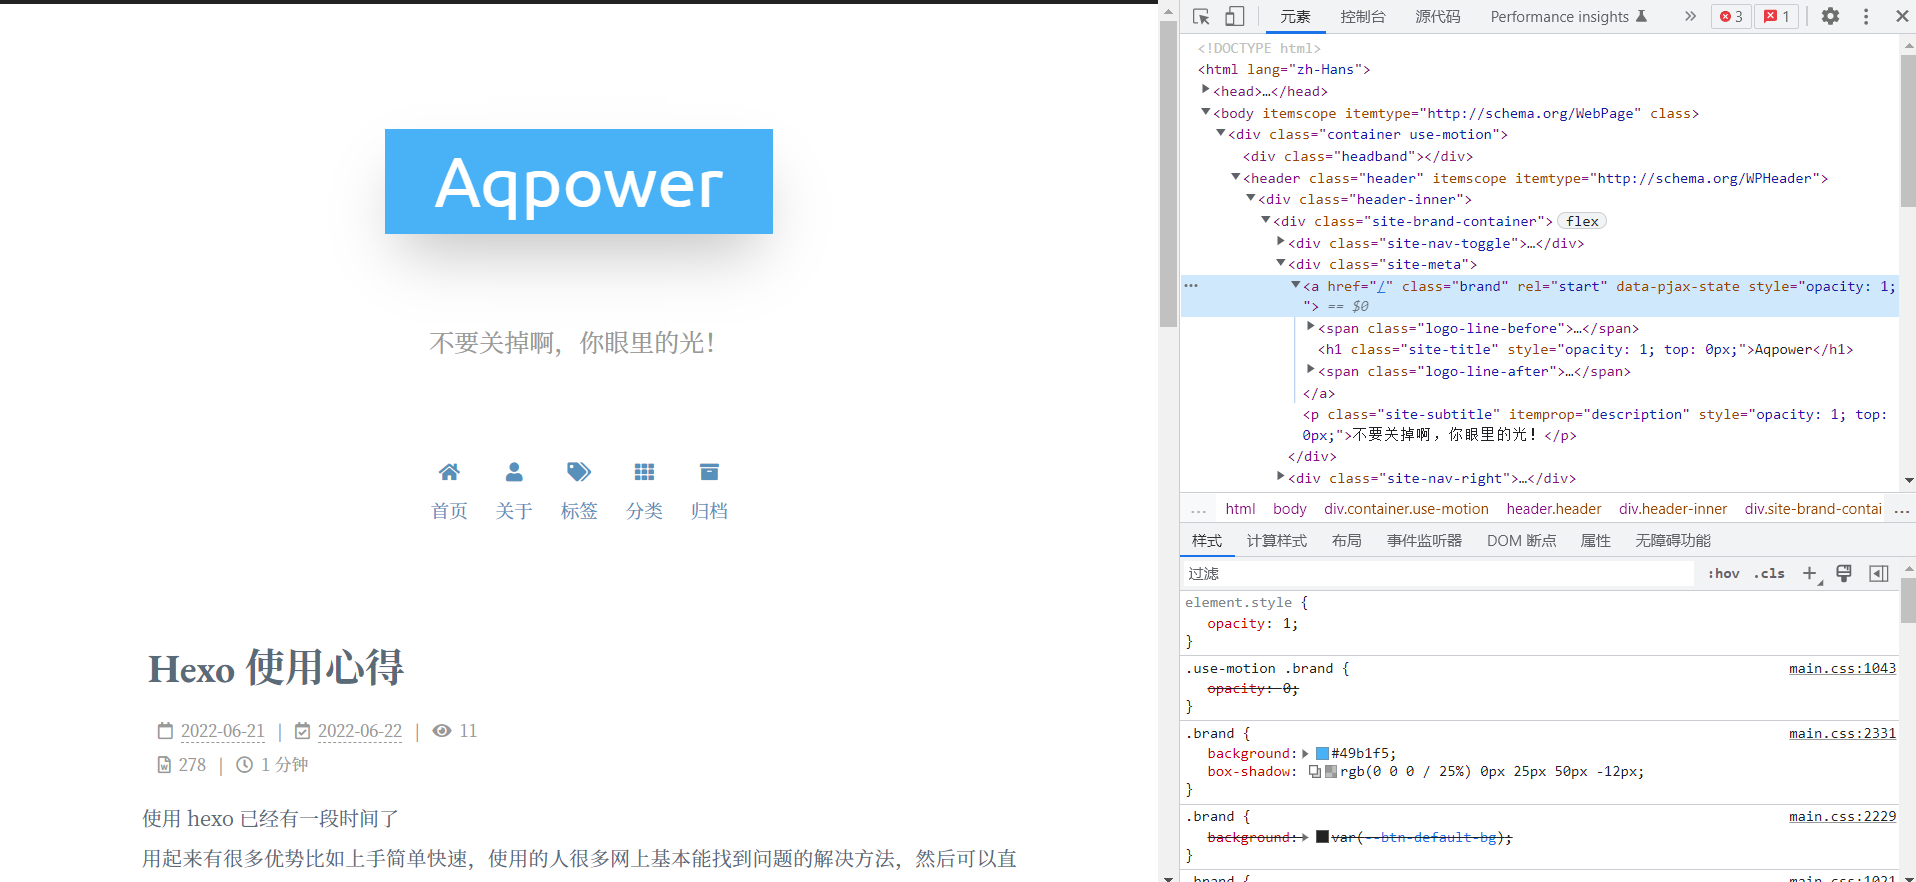 Aqpower
不要关掉啊，你眼里的光！
首页 关于 标签 分类 归档
Hexo 使用心得
2022-06-21 | 2022-06-22 | 11
278 | 1 分钟
使用 hexo 已经有一段时间了
用起来有很多优势比如上手简单快速，使用的人很多网上基本能找到问题的解决方法，然后可以直
元素 控制台 源代码 Performance insights » 3 1
<!DOCTYPE html>
<html lang="zh-Hans">
<head>…</head>
<body itemscope itemtype="http://schema.org/WebPage" class>
<div class="container use-motion">
<div class="headband"></div>
<header class="header" itemscope itemtype="http://schema.org/WPHeader">
<div class="header-inner">
<div class="site-brand-container"> flex
<div class="site-nav-toggle">…</div>
<div class="site-meta">
<a href="/" class="brand" rel="start" data-pjax-state style="opacity: 1;
"> == $0
<span class="logo-line-before">…</span>
<h1 class="site-title" style="opacity: 1; top: 0px;">Aqpower</h1>
<span class="logo-line-after">…</span>
</a>
<p class="site-subtitle" itemprop="description" style="opacity: 1; top:
0px;">不要关掉啊，你眼里的光！</p>
</div>
<div class="site-nav-right">…</div>
… html body div.container.use-motion header.header div.header-inner div.site-brand-contai …
样式 计算样式 布局 事件监听器 DOM 断点 属性 无障碍功能
过滤 :hov .cls
element.style {
opacity: 1;
}
.use-motion .brand { main.css:1043
opacity: 0;
}
.brand { main.css:2331
background: #49b1f5;
box-shadow: rgb(0 0 0 / 25%) 0px 25px 50px -12px;
}
.brand { main.css:2229
background: var(--btn-default-bg);
}
.brand { main.css:1021